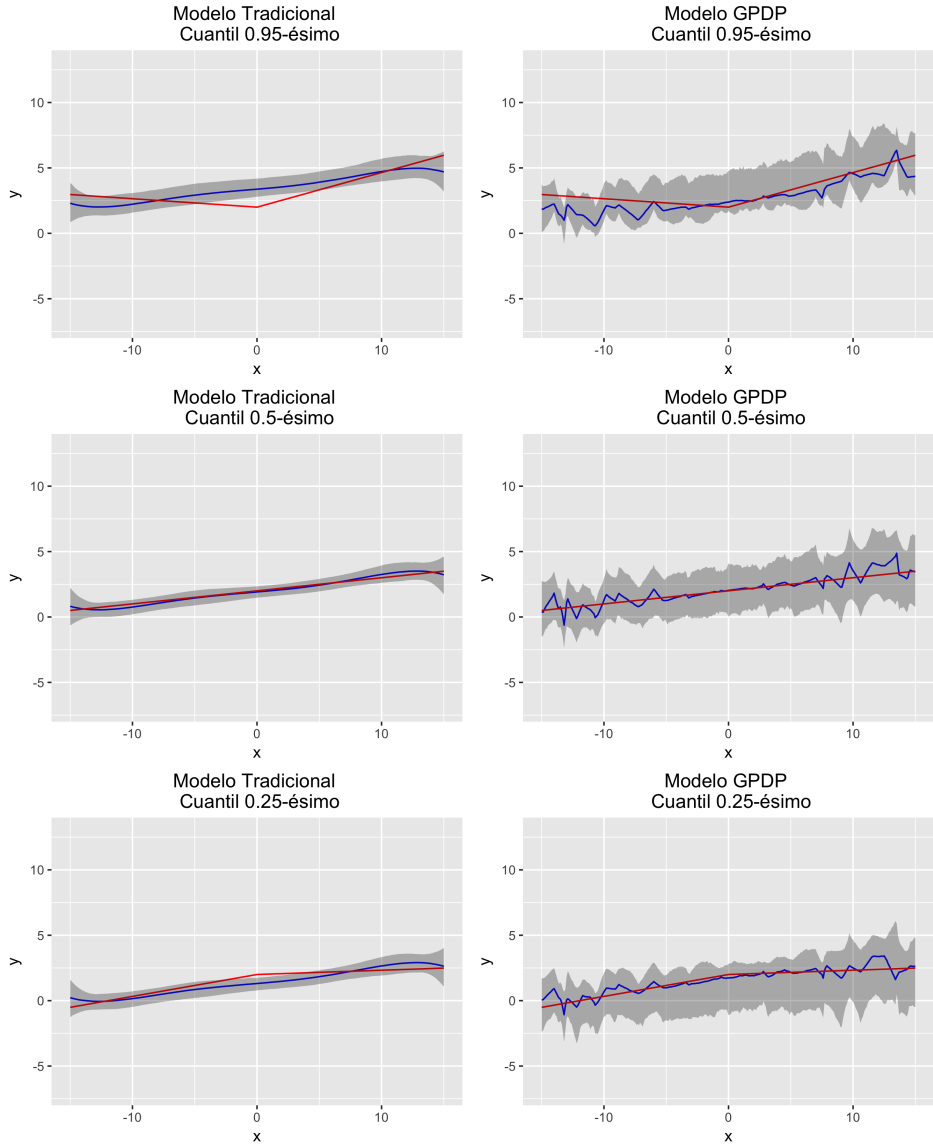 Modelo Tradicional
Cuantil 0.95-ésimo
10
5
0
-5
y
-10
0
10
x
Modelo GPDP
Cuantil 0.95-ésimo
10
5
0
-5
y
-10
0
10
x
Modelo Tradicional
Cuantil 0.5-ésimo
10
5
0
-5
y
-10
0
10
x
Modelo GPDP
Cuantil 0.5-ésimo
10
5
0
-5
y
-10
0
10
x
Modelo Tradicional
Cuantil 0.25-ésimo
10
5
0
-5
y
-10
0
10
x
Modelo GPDP
Cuantil 0.25-ésimo
10
5
0
-5
y
-10
0
10
x